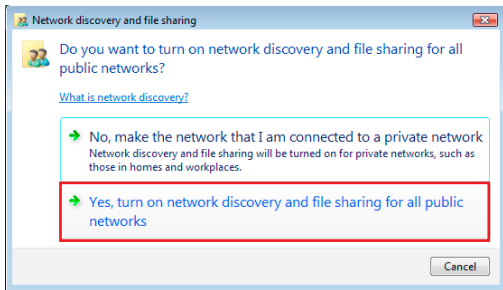 Network discovery and file sharing
Do you want to turn on network discovery and file sharing for all
public networks?
What is network discovery?
No, make the network that I am connected to a private network
Network discovery and file sharing will be turned on for private networks, such as
those in homes and workplaces.
Yes, turn on network discovery and file sharing for all public
networks
Cancel